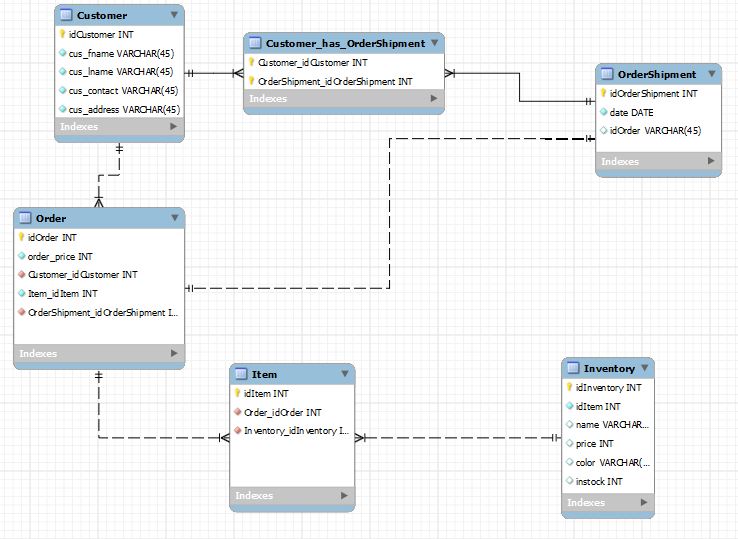 Customer
idCustomer INT
cus_fname VARCHAR(45)
cus_lname VARCHAR(45)
cus_contact VARCHAR(45)
cus_address VARCHAR(45)
Indexes
Customer_has_OrderShipment
Customer_idCustomer INT
OrderShipment_idOrderShipment INT
Indexes
OrderShipment
idOrderShipment INT
date DATE
idOrder VARCHAR(45)
Indexes
Order
idOrder INT
order_price INT
Customer_idCustomer INT
Item_idItem INT
OrderShipment_idOrderShipment I...
Indexes
Item
idItem INT
Order_idOrder INT
Inventory_idInventory I...
Indexes
Inventory
idInventory INT
idItem INT
name VARCHAR...
price INT
color VARCHAR(...
instock INT
Indexes